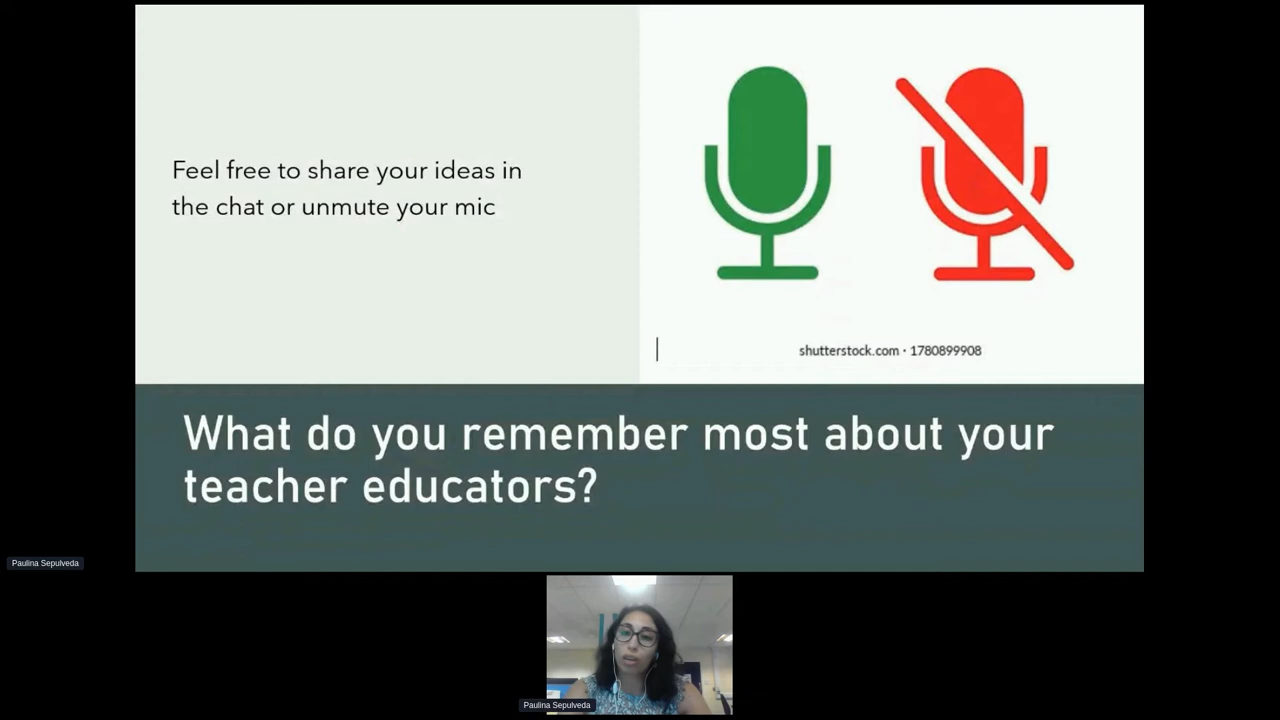 Feel free to share your ideas in
the chat or unmute your mic
shutterstock.com · 1780899908
What do you remember most about your
teacher educators?
Paulina Sepulveda
Paulina Sepulveda